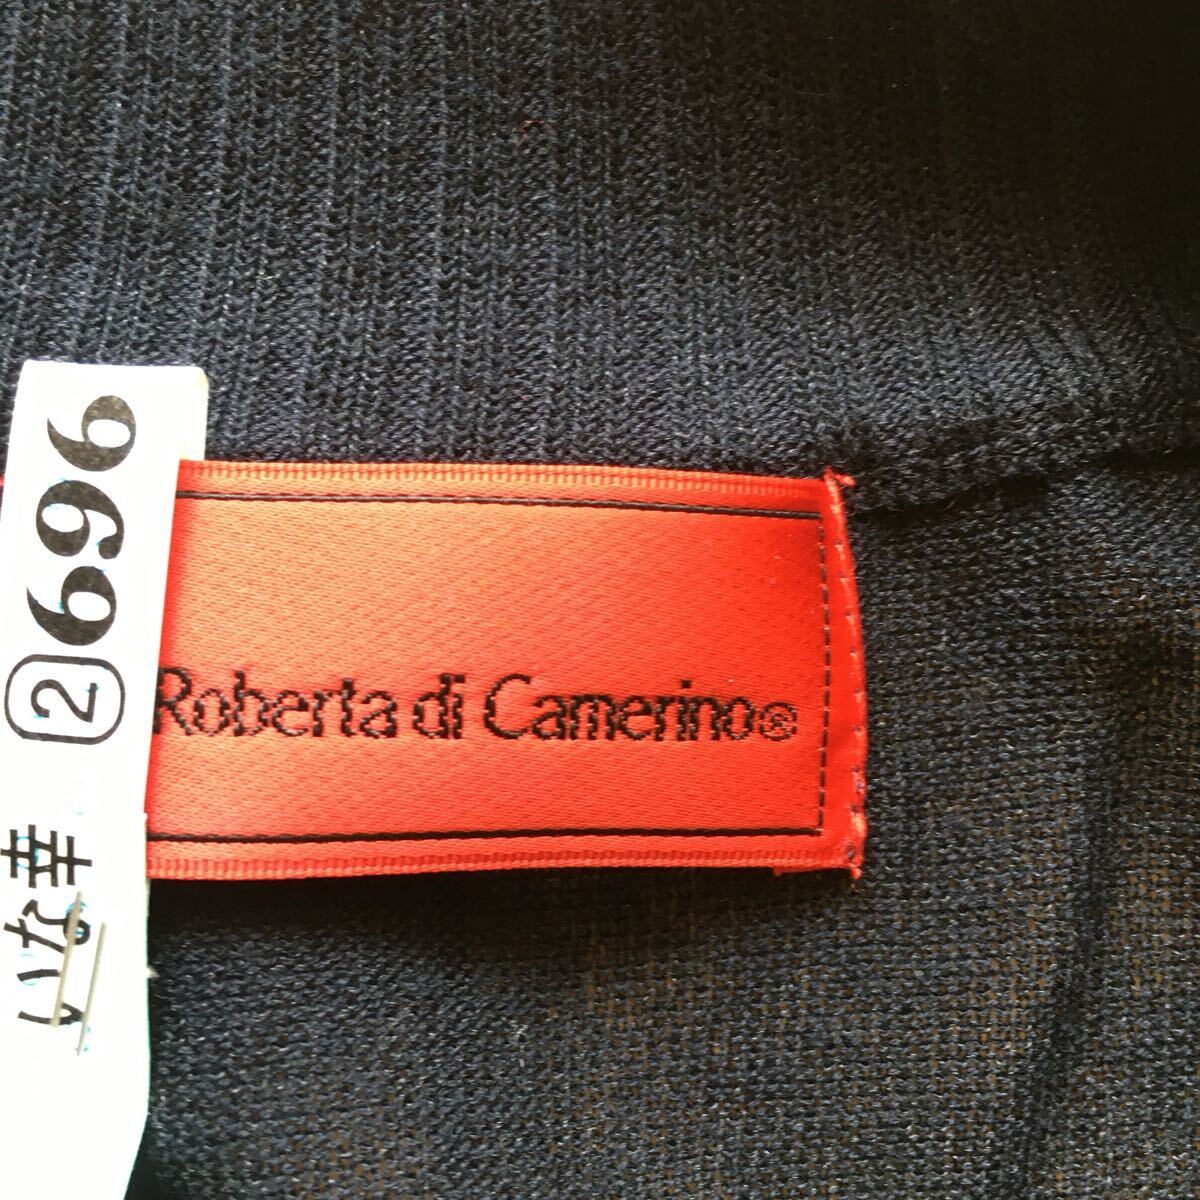 Roberta di Camerino®
いな幸 ②696